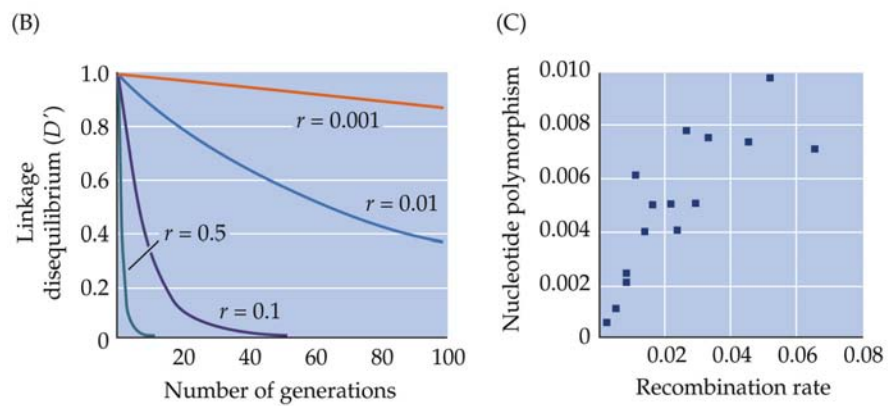 (B)
1.0
0.8
0.6
0.4
0.2
0
Linkage
disequilibrium (D′)
r = 0.001
r = 0.01
r = 0.5
r = 0.1
20
40
60
80
100
Number of generations
(C)
0.010
0.008
0.006
0.004
0.002
0
Nucleotide polymorphism
0.02
0.04
0.06
0.08
Recombination rate